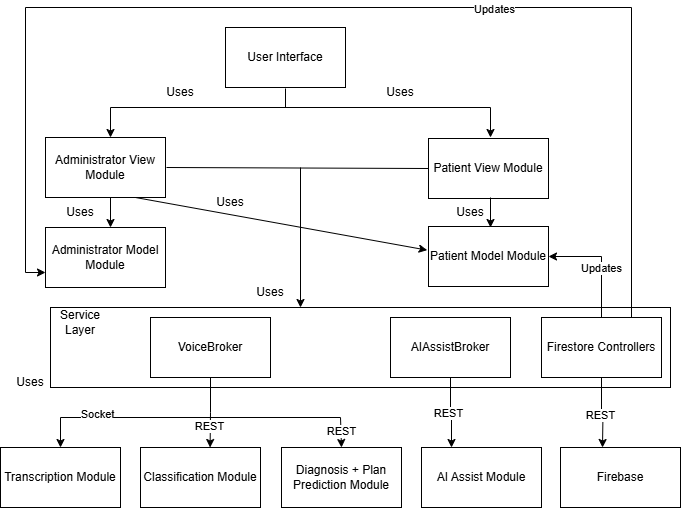 Updates
User Interface
Uses
Uses
Administrator View
Module
Patient View Module
Uses
Uses
Uses
Administrator Model
Module
Patient Model Module
Updates
Uses
Service
Layer
VoiceBroker
AIAssistBroker
Firestore Controllers
Uses
Socket
REST
REST
REST
REST
Transcription Module
Classification Module
Diagnosis + Plan
Prediction Module
AI Assist Module
Firebase